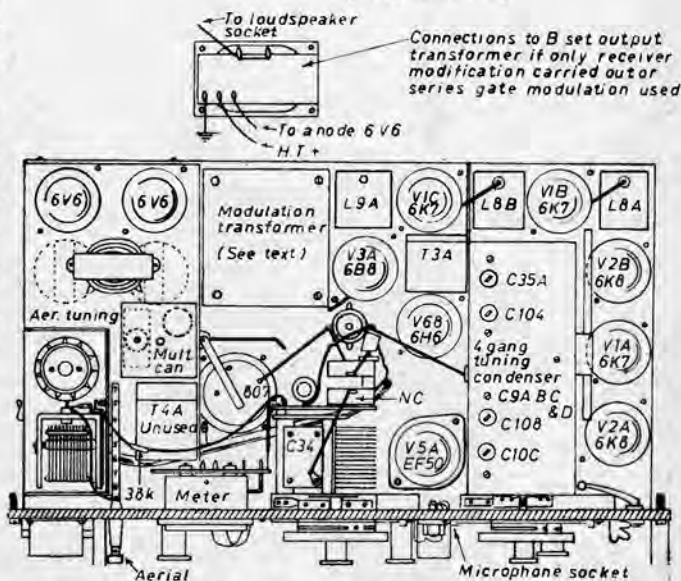 To loudspeaker
socket
Connections to B set output
transformer if only receiver
modification carried out or
series gate modulation used
To anode 6V6
H.T +
6V6
6V6
Modulation
transformer
(See text)
L9A
V1C
6K7
L8B
V1B
6K7
L8A
V3A
6B8
T3A
V2B
6K8
C35A
C104
Aer. tuning
Mult
can
V6B
6H6
4 gang
tuning
condenser
V1A
6K7
807
NC
C9ABC
&D
T4A
Unused
C34
V5A
EF50
C10B
C10C
V2A
6K8
38k
Meter
Aerial
Microphone socket